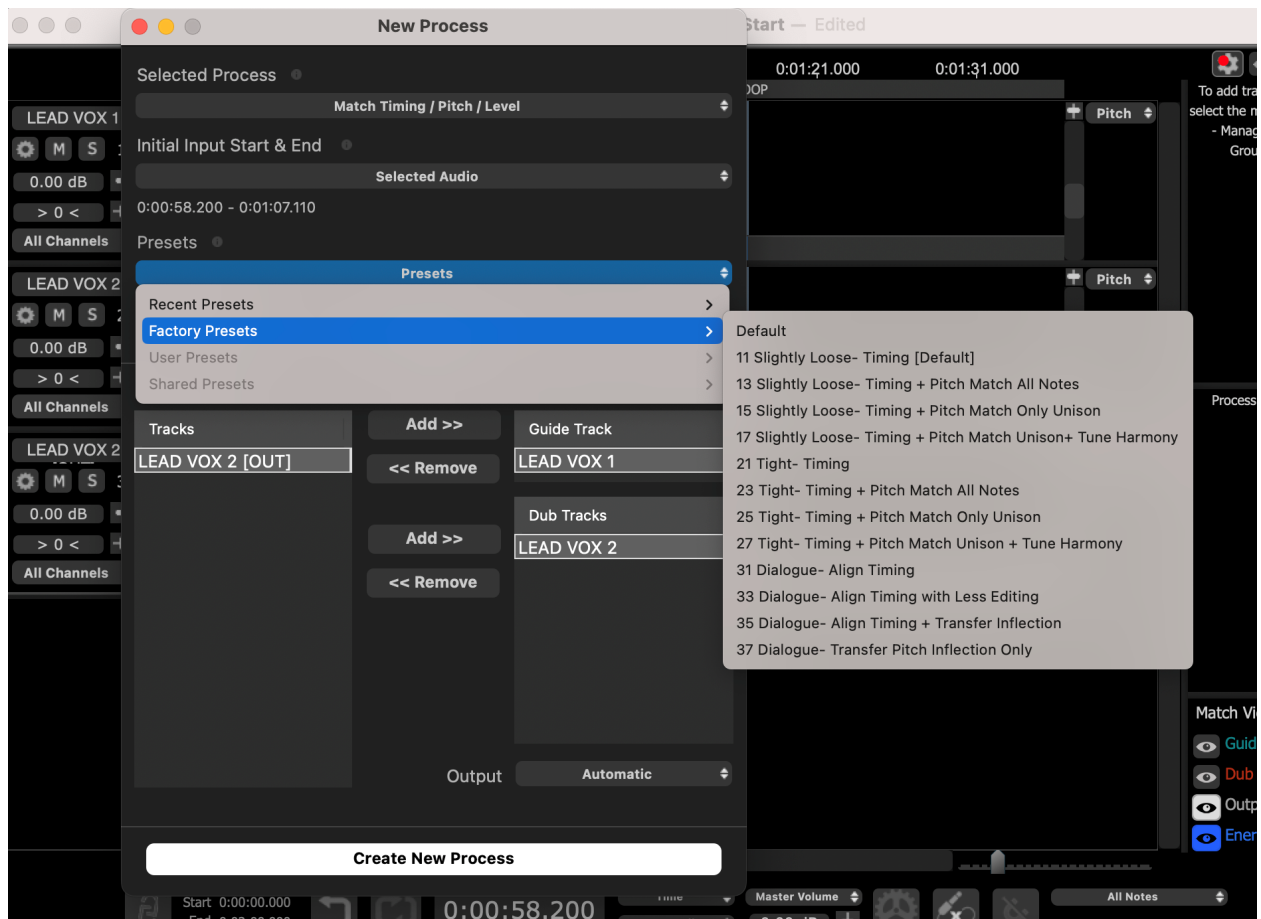 New Process
Start — Edited
Selected Process
Match Timing / Pitch / Level
Initial Input Start & End
Selected Audio
0:00:58.200 - 0:01:07.110
Presets
Presets
Recent Presets
Factory Presets
User Presets
Shared Presets
Default
11 Slightly Loose- Timing [Default]
13 Slightly Loose- Timing + Pitch Match All Notes
15 Slightly Loose- Timing + Pitch Match Only Unison
17 Slightly Loose- Timing + Pitch Match Unison+ Tune Harmony
21 Tight- Timing
23 Tight- Timing + Pitch Match All Notes
25 Tight- Timing + Pitch Match Only Unison
27 Tight- Timing + Pitch Match Unison + Tune Harmony
31 Dialogue- Align Timing
33 Dialogue- Align Timing with Less Editing
35 Dialogue- Align Timing + Transfer Inflection
37 Dialogue- Transfer Pitch Inflection Only
Tracks
LEAD VOX 2 [OUT]
Add >>
<< Remove
Guide Track
LEAD VOX 1
Add >>
<< Remove
Dub Tracks
LEAD VOX 2
Output
Automatic
Create New Process
LEAD VOX 1
M S
0.00 dB
> 0 <
All Channels
LEAD VOX 2
M S
0.00 dB
> 0 <
All Channels
LEAD VOX 2
M S
0.00 dB
> 0 <
All Channels
0:01:21.000 0:01:31.000
OOP
Pitch
Pitch
To add
select the
Process
Match
Start 0:00:00.000
0:00:58.200
Master Volume
All Notes